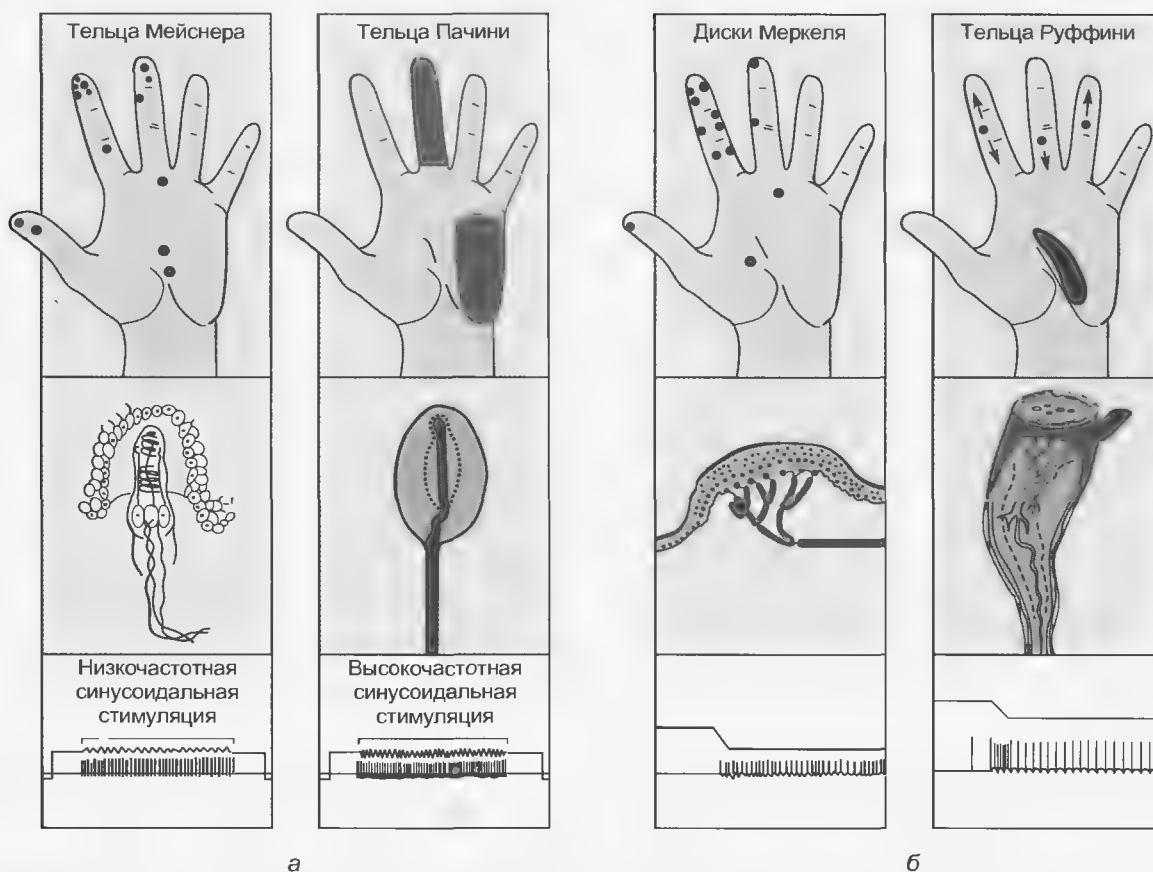 Тельца Мейснера
Тельца Пачини
Диски Меркеля
Тельца Руффини
Низкочастотная
синусоидальная
стимуляция
Высокочастотная
синусоидальная
стимуляция
а
б